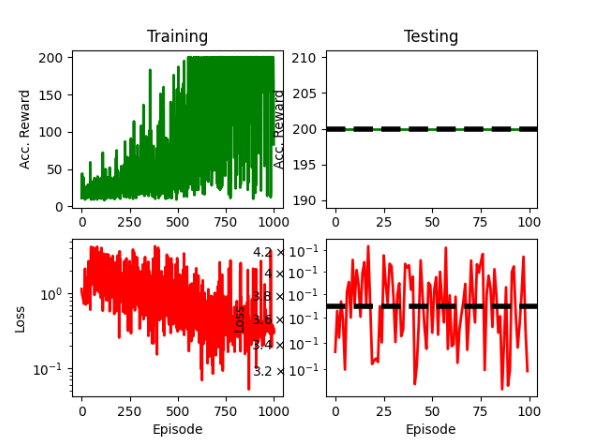 Training
Testing
200
150
100
50
0
Acc. Reward
0
250
500
750
1000
210
205
200
195
190
Acc. Reward
0
25
50
75
100
10⁰
10⁻¹
Loss
0
250
500
750
1000
Episode
4.2 × 10⁻¹
4 × 10⁻¹
3.8 × 10⁻¹
3.6 × 10⁻¹
3.4 × 10⁻¹
3.2 × 10⁻¹
Loss
0
25
50
75
100
Episode